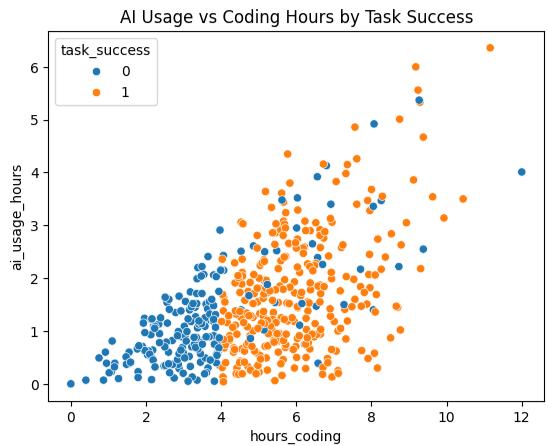 AI Usage vs Coding Hours by Task Success
task_success
0
1
6
5
4
3
2
1
0
ai_usage_hours
0 2 4 6 8 10 12
hours_coding